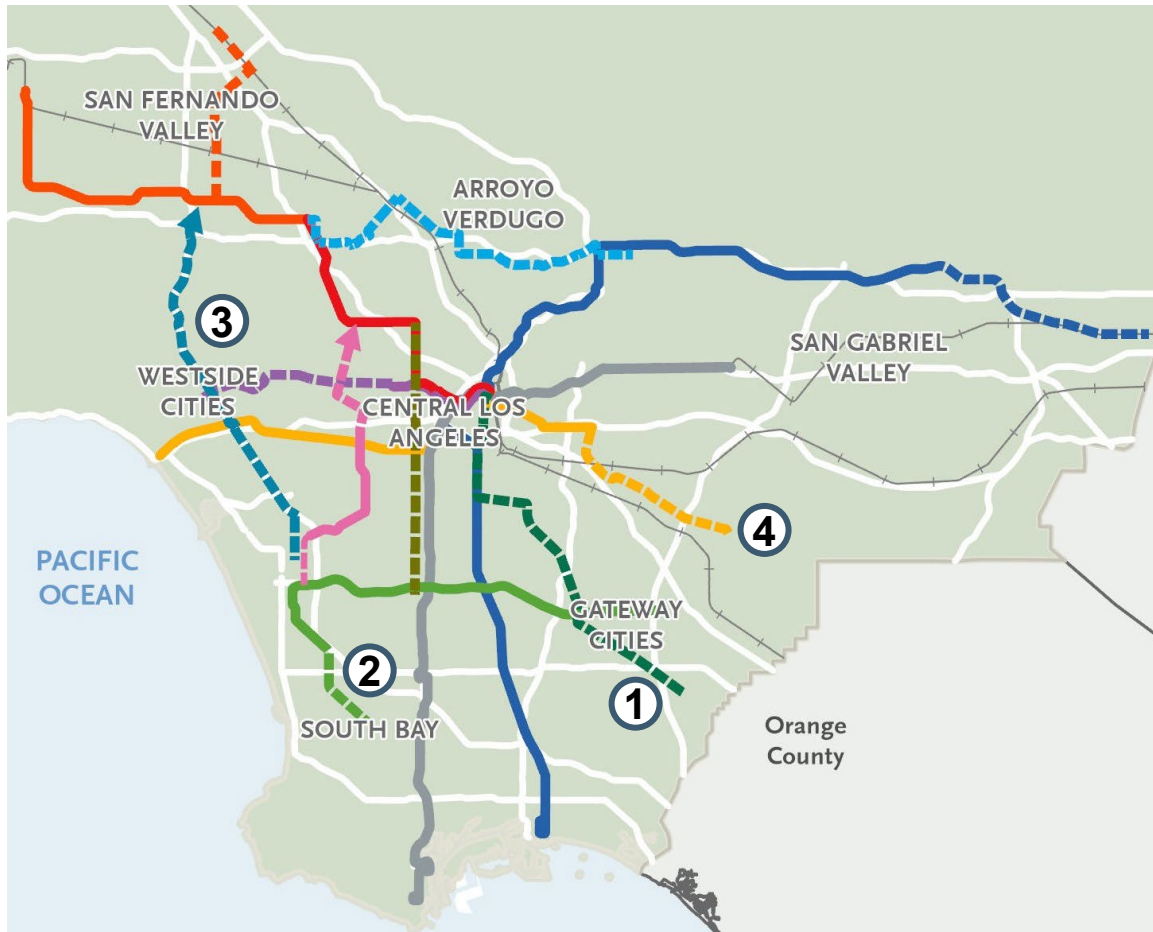 SAN FERNANDO
VALLEY
ARROYO
VERDUGO
3
SAN GABRIEL
VALLEY
WESTSIDE
CITIES
CENTRAL LOS
ANGELES
4
PACIFIC
OCEAN
GATEWAY
CITIES
2
1
SOUTH BAY
Orange
County